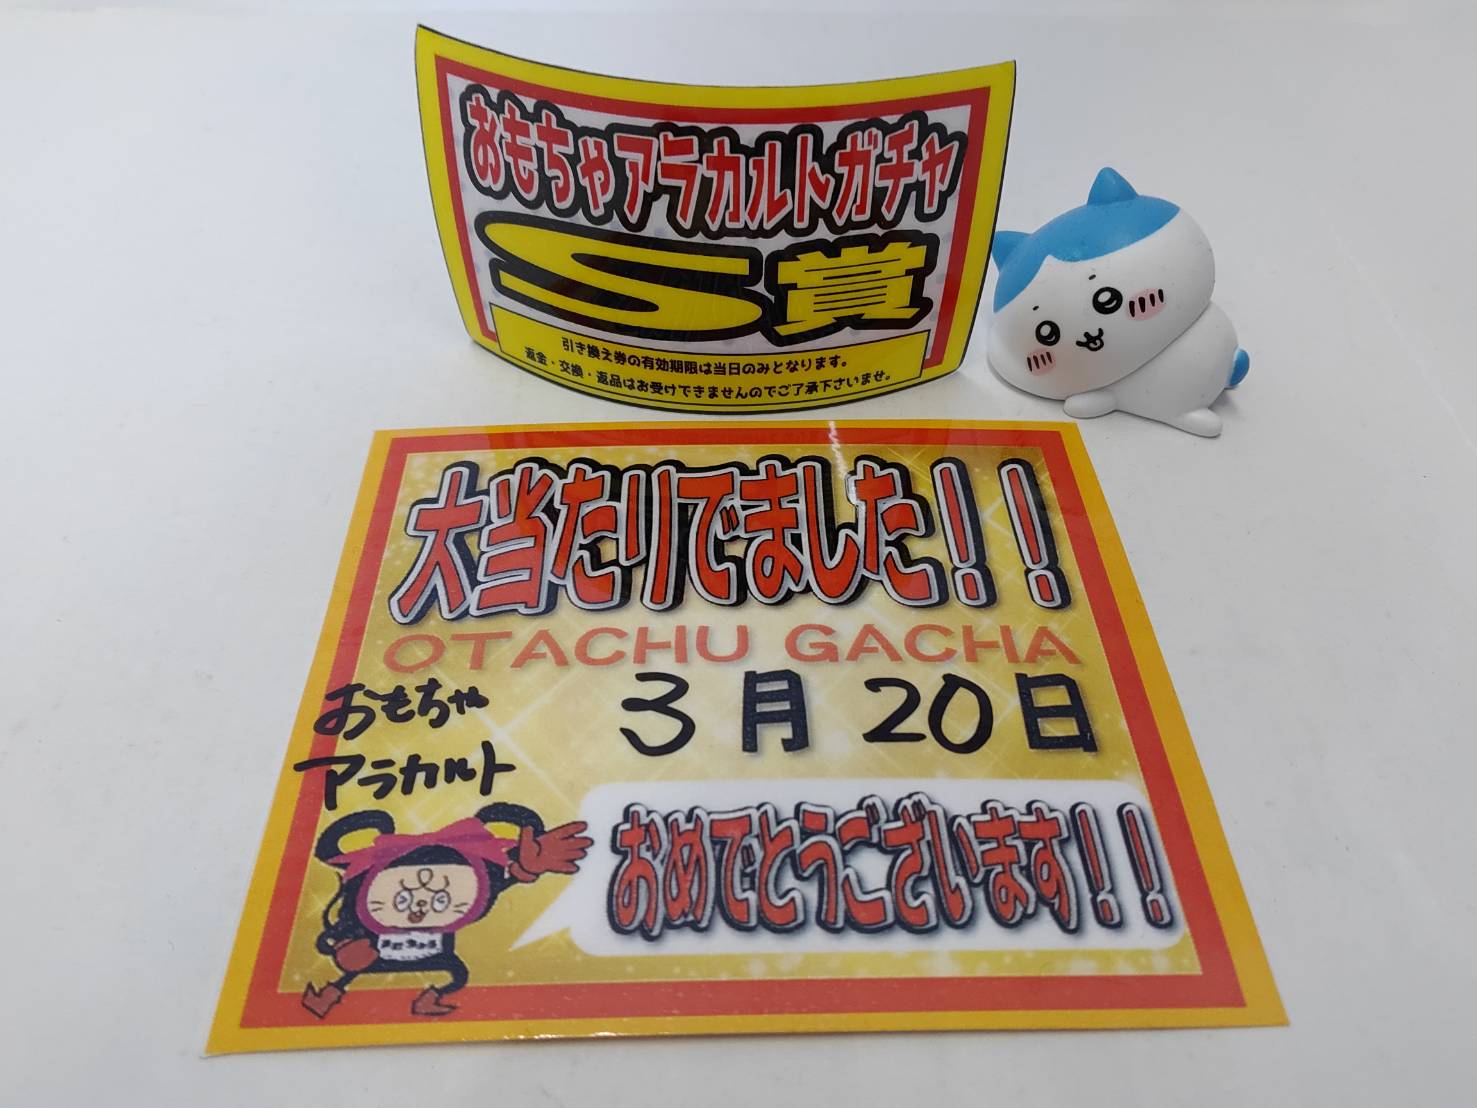 おもちゃアラカルトガチャ
S賞
引き換え券の有効期限は当日のみとなります。
返金・交換・返品はお受けできませんのでご了承下さいませ。
大当たりでました！！
OTACHU GACHA
おもちゃ
アラカルト
3月20日
おめでとうございます！！